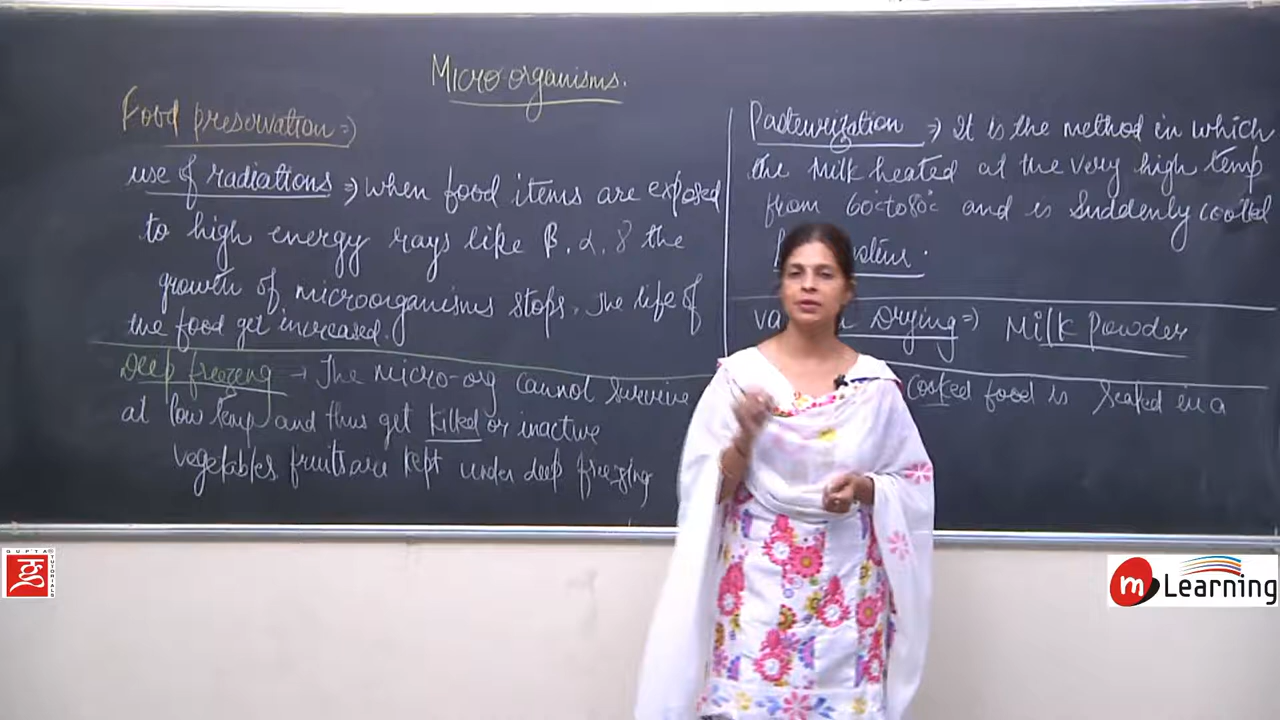 Micro organisms.
Food preservation =)
use of radiations => when food items are exposed
to high energy rays like β, α, 8 the
growth of microorganisms stops, The life of
the food get increased.
Deep freezeng → The micro-org cannot survive
at low temp and thus get killed or inactive
vegetables fruits are kept under deep freezing
Pasteurization => It is the method in which
the milk heated at the very high temp
from 60°c to 80°c and is suddenly cooled
Drying => Milk Powder
cooked food is sealed in a
GUPTA
TUTORIALS
m Learning